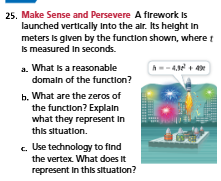 25. Make Sense and Persevere A firework is
launched vertically into the air. Its height in
meters is given by the function shown, where t
is measured in seconds.
a. What is a reasonable
domain of the function?
h = − 4.9t² + 49t
b. What are the zeros of
the function? Explain
what they represent in
this situation.
c. Use technology to find
the vertex. What does it
represent in this situation?